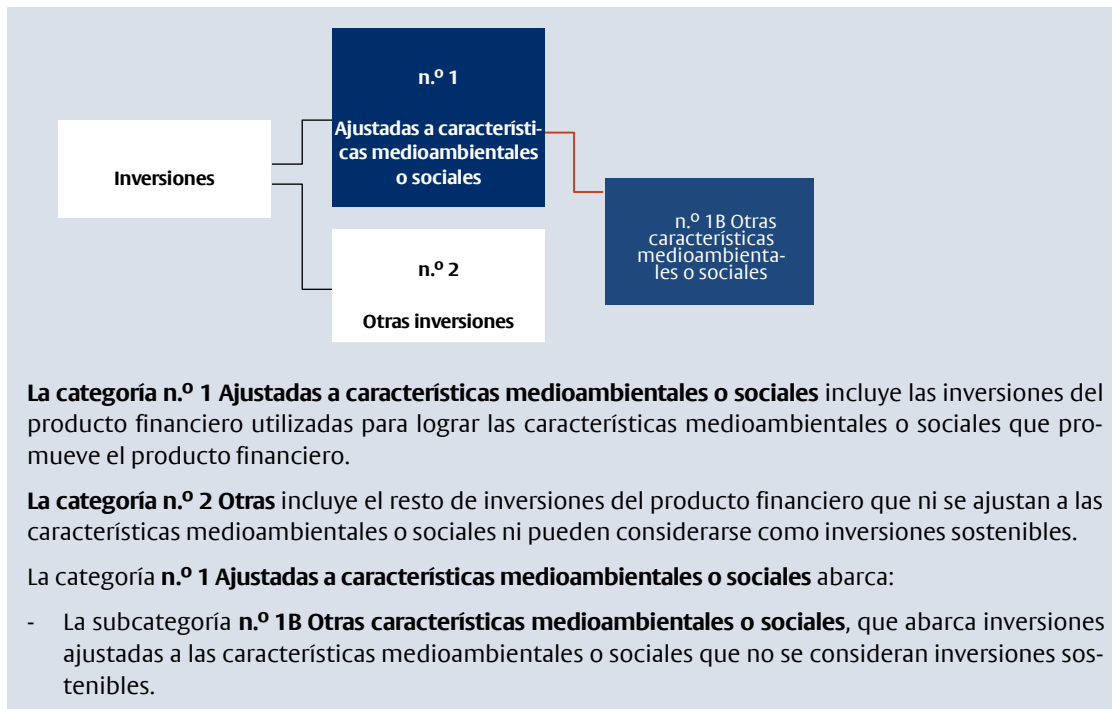 n.º 1
Ajustadas a característi-
cas medioambientales
o sociales
Inversiones
n.º 1B Otras
características
medioambienta-
les o sociales
n.º 2
Otras inversiones
La categoría n.º 1 Ajustadas a características medioambientales o sociales incluye las inversiones del
producto financiero utilizadas para lograr las características medioambientales o sociales que pro-
mueve el producto financiero.
La categoría n.º 2 Otras incluye el resto de inversiones del producto financiero que ni se ajustan a las
características medioambientales o sociales ni pueden considerarse como inversiones sostenibles.
La categoría n.º 1 Ajustadas a características medioambientales o sociales abarca:
- La subcategoría n.º 1B Otras características medioambientales o sociales, que abarca inversiones
ajustadas a las características medioambientales o sociales que no se consideran inversiones sos-
tenibles.